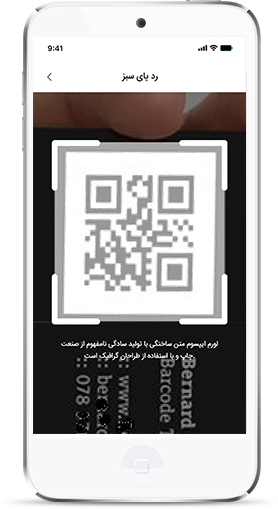 9:41
رد پای سبز
لورم ایپسوم متن ساختگی با تولید سادگی نامفهوم از صنعت
چاپ و با استفاده از طراحان گرافیک است.
Bernard
Barcode
:: www.
:: be
:: 078